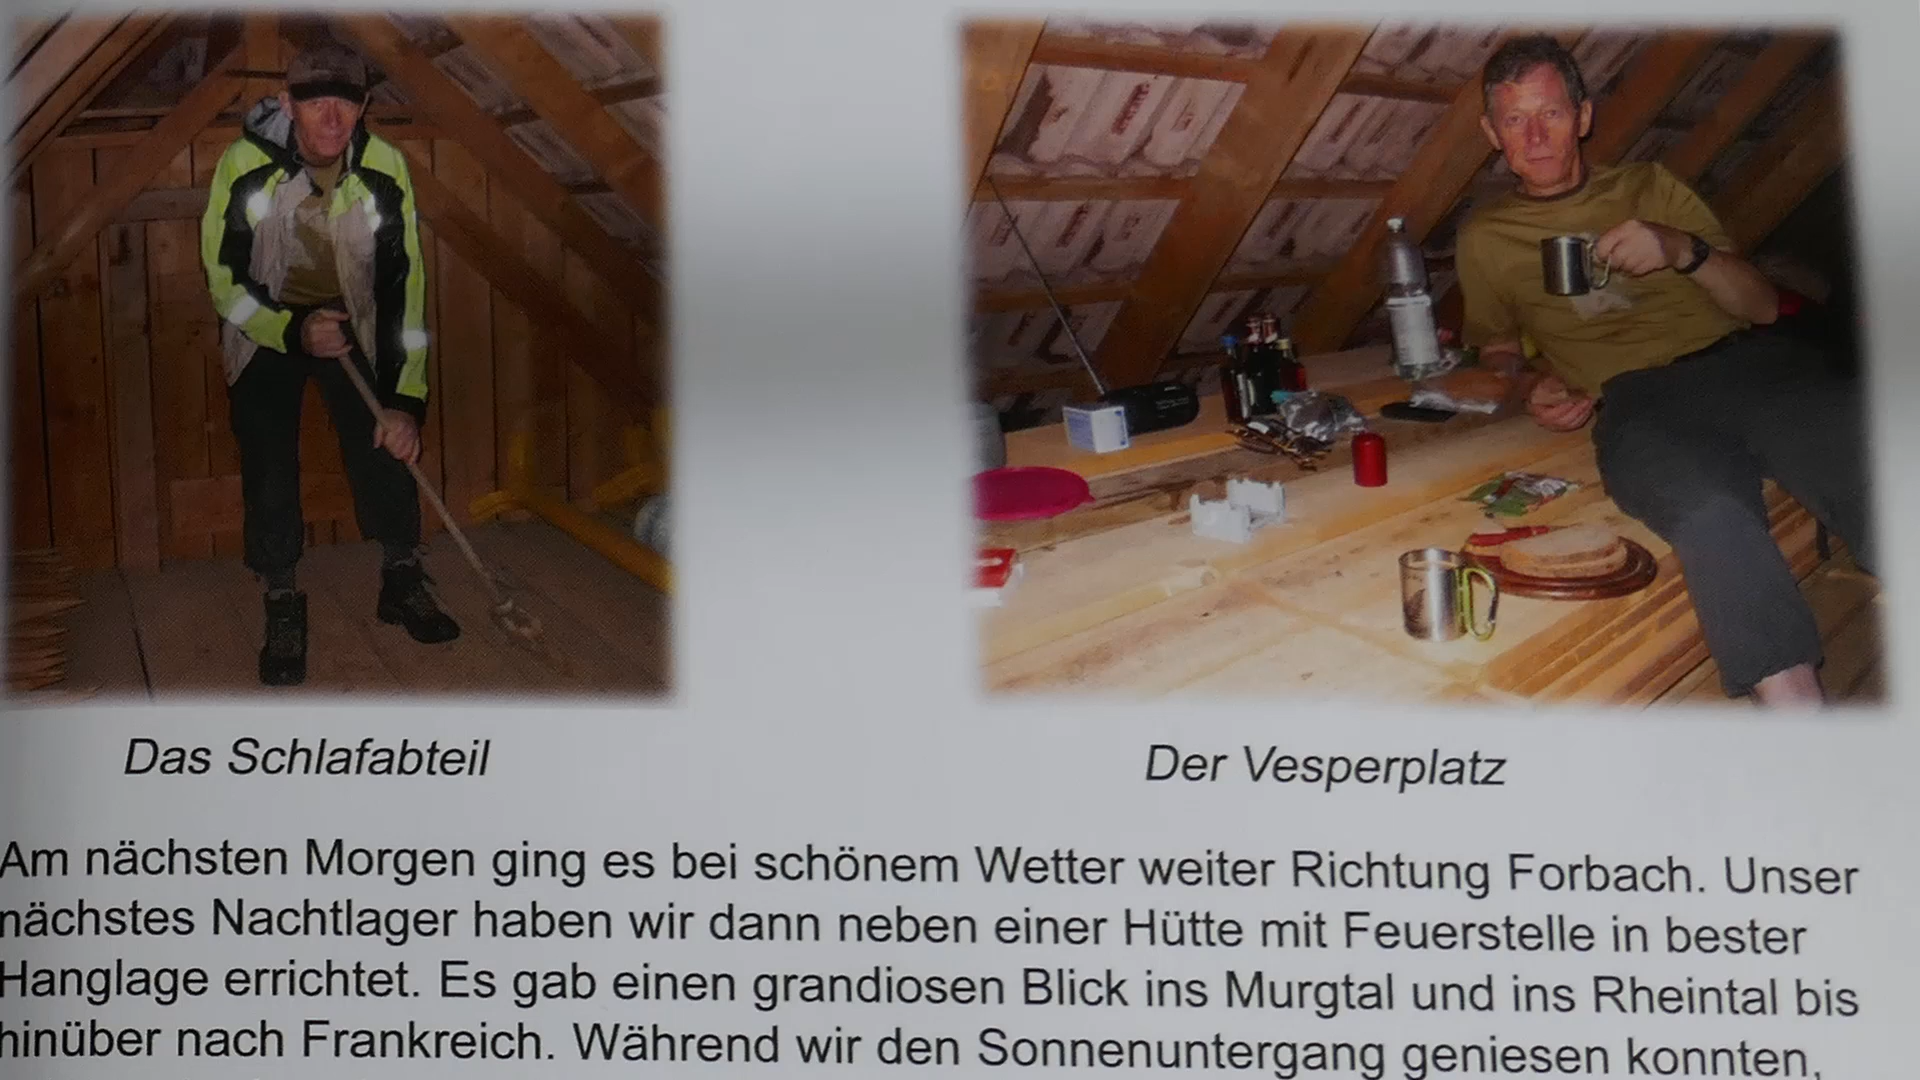 Das Schlafabteil
Der Vesperplatz
Am nächsten Morgen ging es bei schönem Wetter weiter Richtung Forbach. Unser
nächstes Nachtlager haben wir dann neben einer Hütte mit Feuerstelle in bester
Hanglage errichtet. Es gab einen grandiosen Blick ins Murgtal und ins Rheintal bis
hinüber nach Frankreich. Während wir den Sonnenuntergang geniesen konnten,